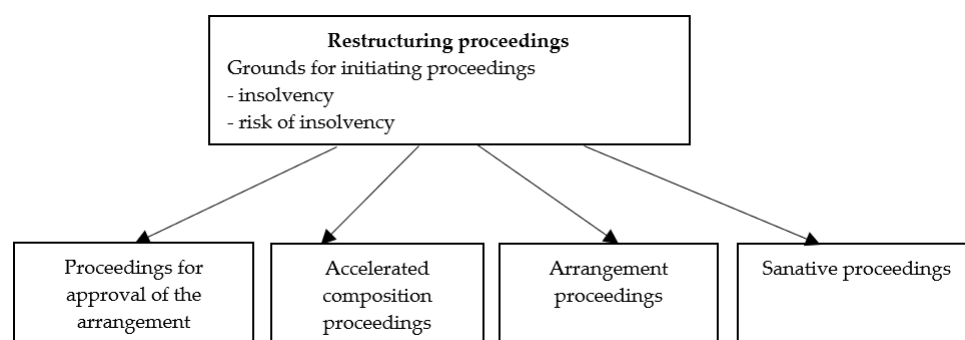 Restructuring proceedings
Grounds for initiating proceedings
- insolvency
- risk of insolvency
Proceedings for
approval of the
arrangement
Accelerated
composition
proceedings
Arrangement
proceedings
Sanative proceedings